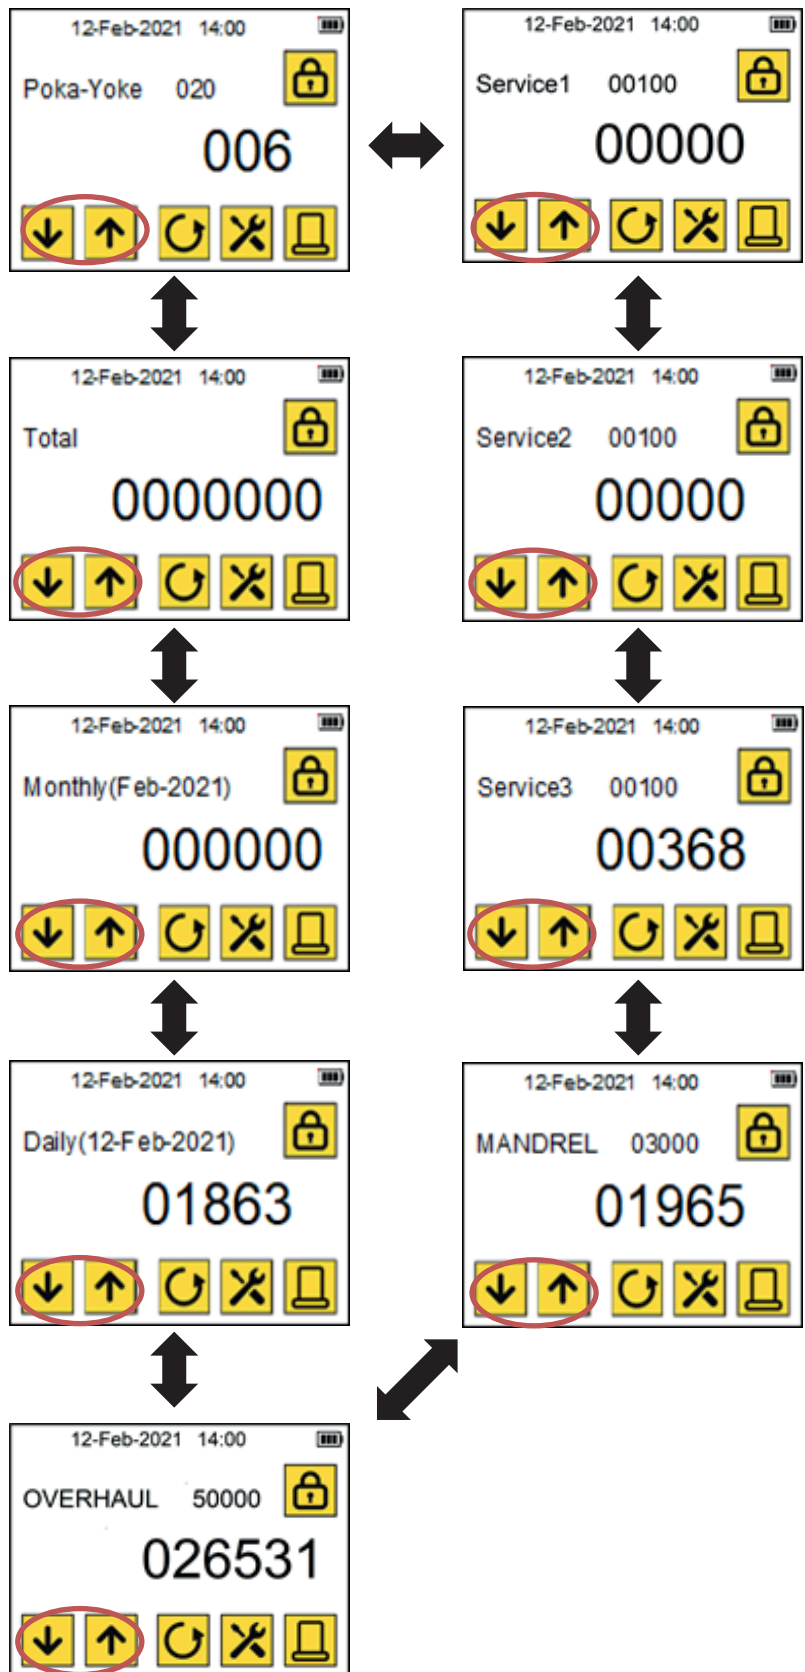 12-Feb-2021 14:00
Poka-Yoke 020
006
12-Feb-2021 14:00
Service1 00100
00000
12-Feb-2021 14:00
Total
0000000
12-Feb-2021 14:00
Service2 00100
00000
12-Feb-2021 14:00
Monthly(Feb-2021)
000000
12-Feb-2021 14:00
Service3 00100
00368
12-Feb-2021 14:00
Daily(12-Feb-2021)
01863
12-Feb-2021 14:00
MANDREL 03000
01965
12-Feb-2021 14:00
OVERHAUL 50000
026531